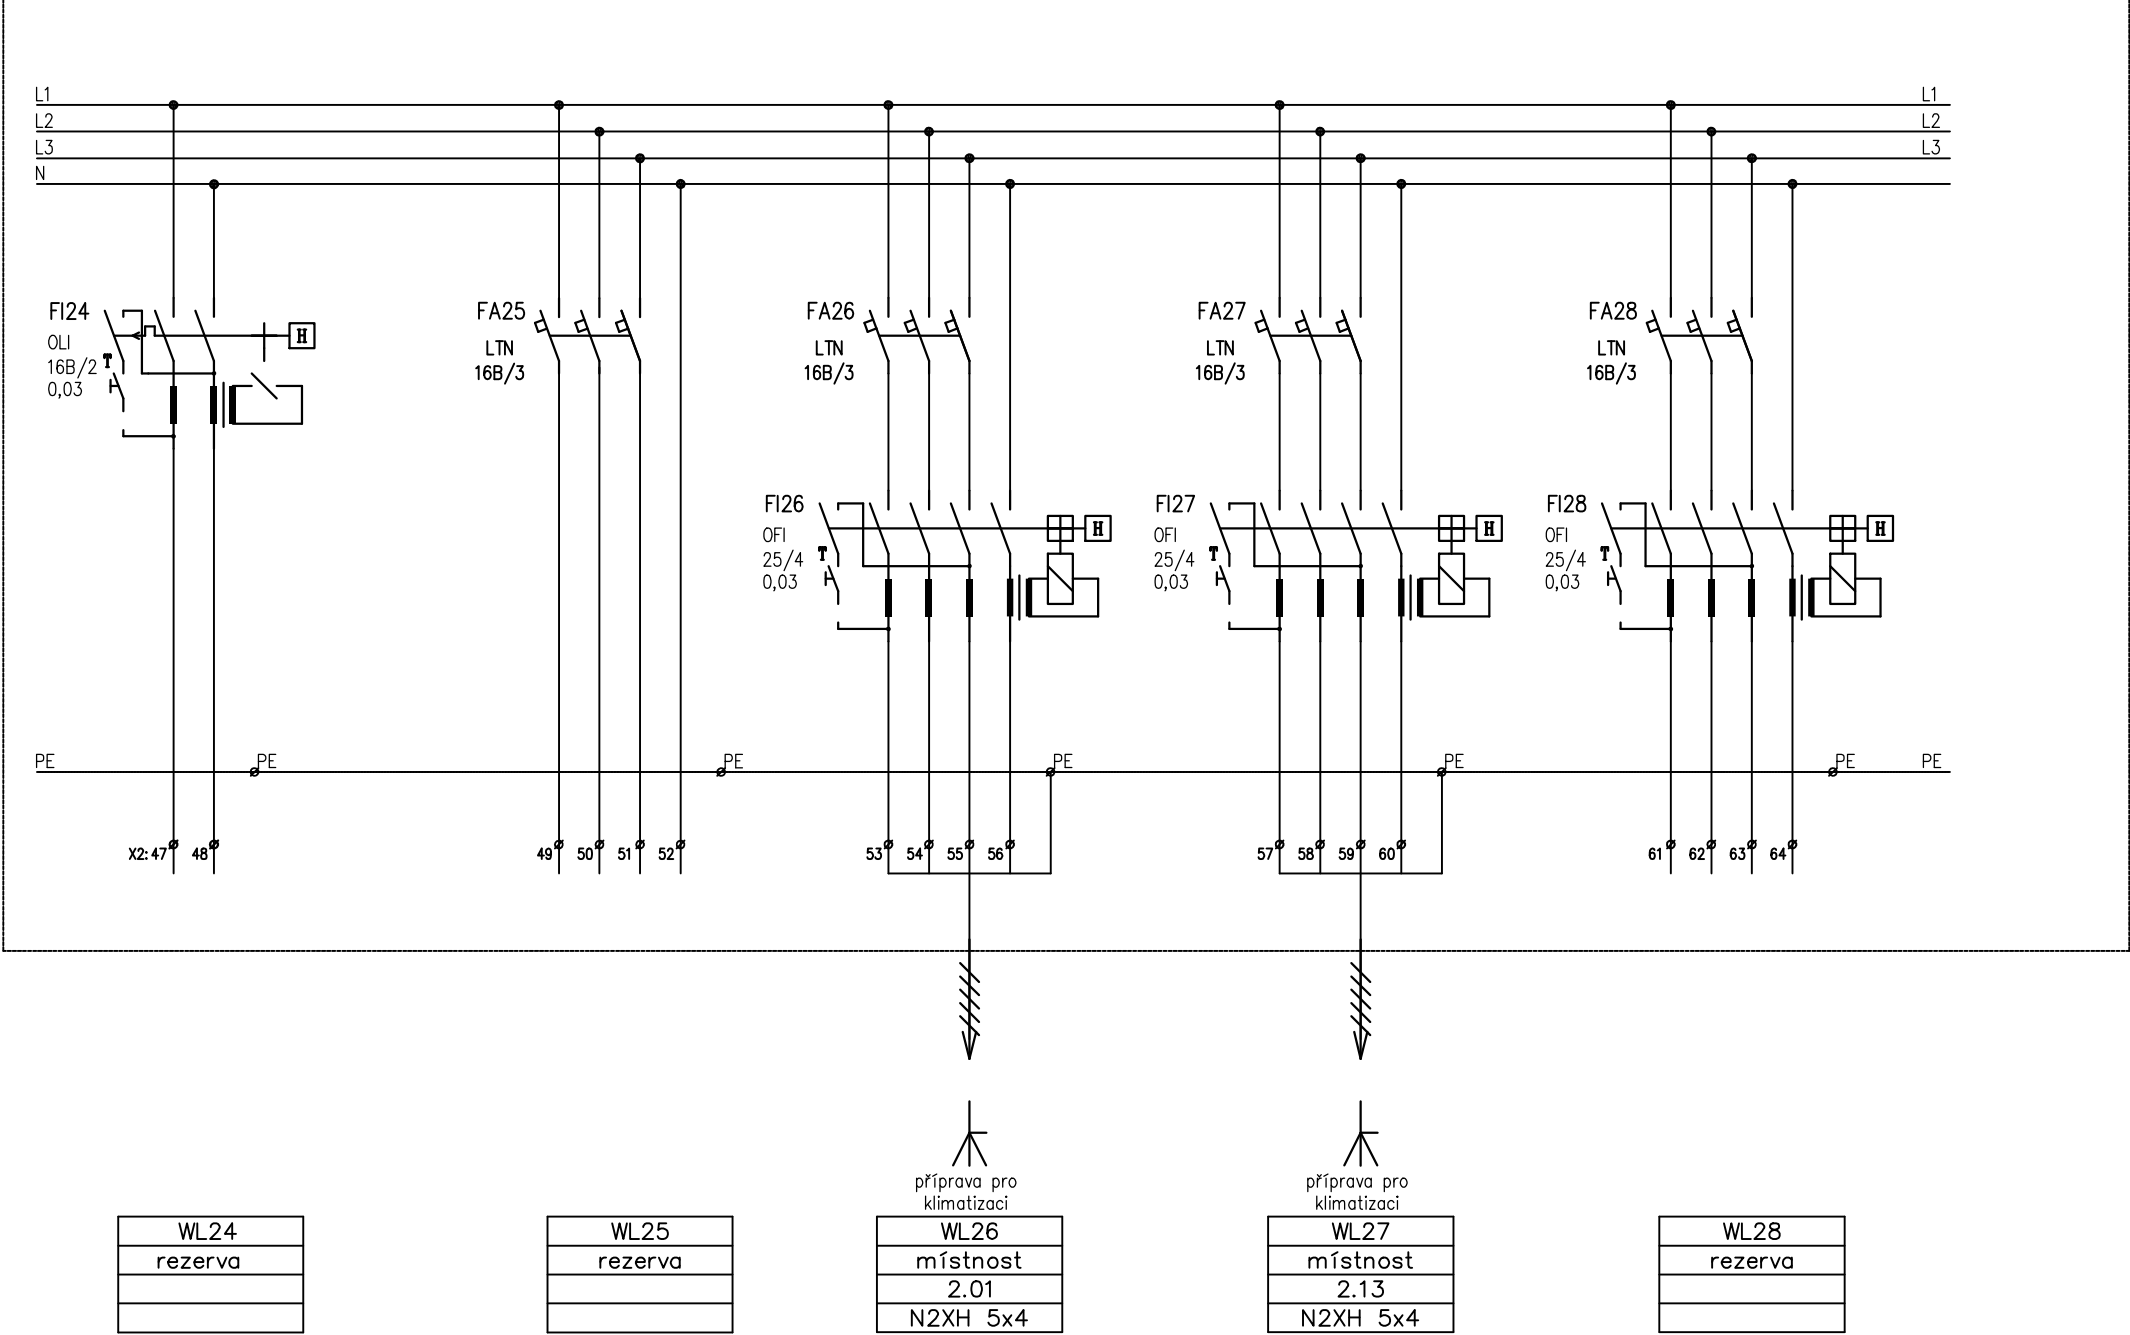 L1 L1
L2 L2
L3 L3
N
FI24 FA25 FA26 FA27 FA28
OLI LTN LTN LTN LTN
16B/2 T 16B/3 16B/3 16B/3 16B/3
0,03
H
FI26 FI27 FI28
OFI OFI OFI
25/4 T 25/4 T 25/4 T
0,03 0,03 0,03
H H H
PE PE PE PE PE PE PE
X2: 47 48 49 50 51 52 53 54 55 56 57 58 59 60 61 62 63 64
příprava pro
klimatizaci
příprava pro
klimatizaci
WL24
rezerva
WL25
rezerva
WL26
místnost
2.01
N2XH 5x4
WL27
místnost
2.13
N2XH 5x4
WL28
rezerva